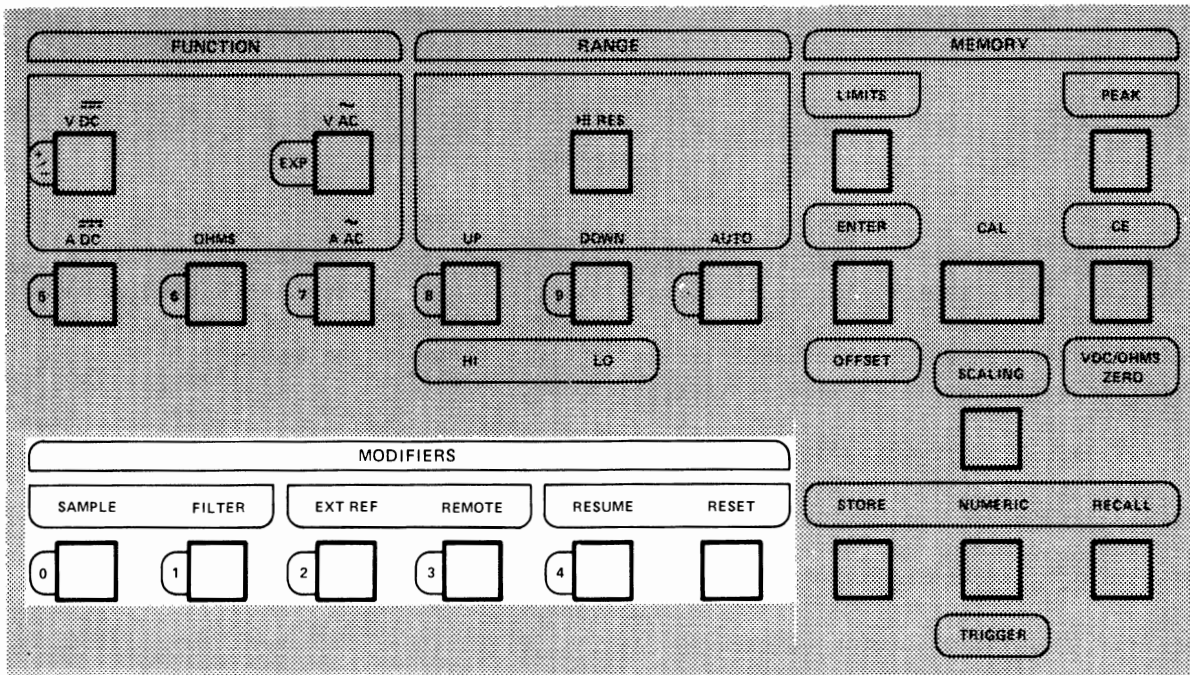 FUNCTION RANGE MEMORY
LIMITS PEAK
V DC V AC HI RES
+/- EXP
A DC OHMS A AC UP DOWN AUTO ENTER CAL CE
5 6 7 8 9 .
HI LO OFFSET SCALING VDC/OHMS
ZERO
MODIFIERS
SAMPLE FILTER EXT REF REMOTE RESUME RESET STORE NUMERIC RECALL
0 1 2 3 4
TRIGGER